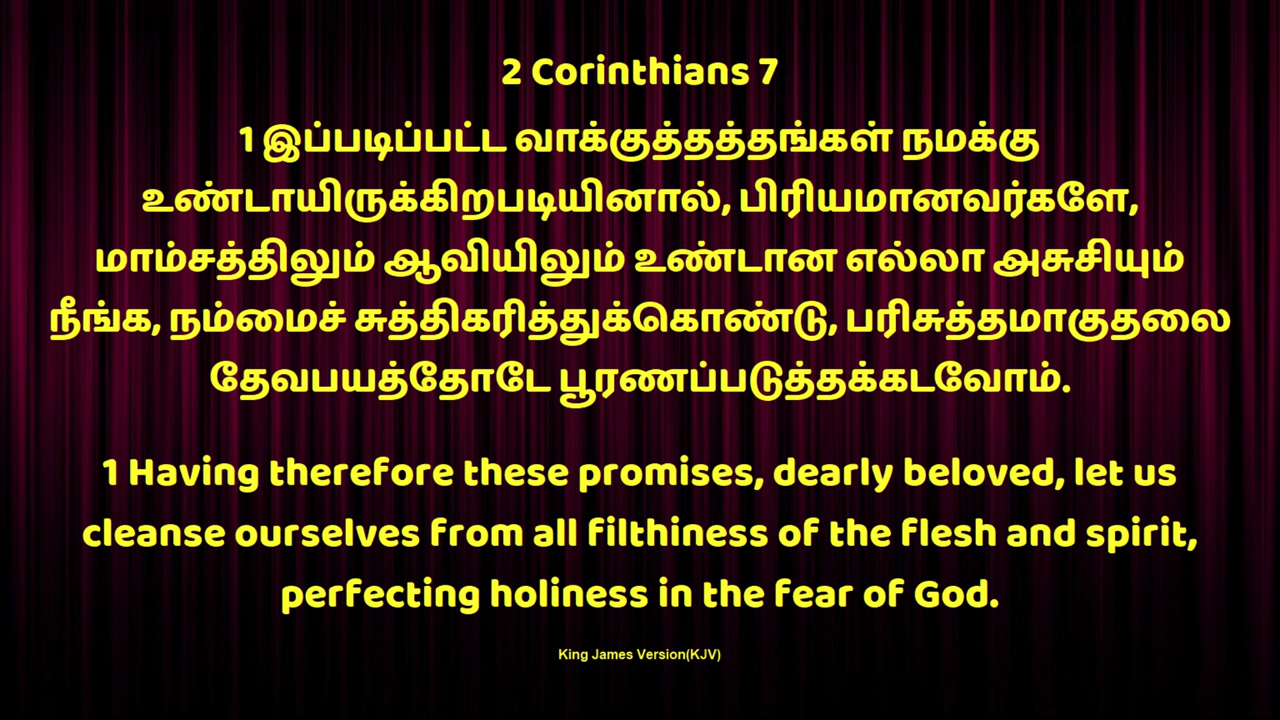 2 Corinthians 7
1 இப்படிப்பட்ட வாக்குத்தத்தங்கள் நமக்கு
உண்டாயிருக்கிறபடியினால், பிரியமானவர்களே,
மாம்சத்திலும் ஆவியிலும் உண்டான எல்லா அசுசியும்
நீங்க, நம்மைச் சுத்திகரித்துக்கொண்டு, பரிசுத்தமாகுதலை
தேவபயத்தோடே பூரணப்படுத்தக்கடவோம்.
1 Having therefore these promises, dearly beloved, let us
cleanse ourselves from all filthiness of the flesh and spirit,
perfecting holiness in the fear of God.
King James Version(KJV)